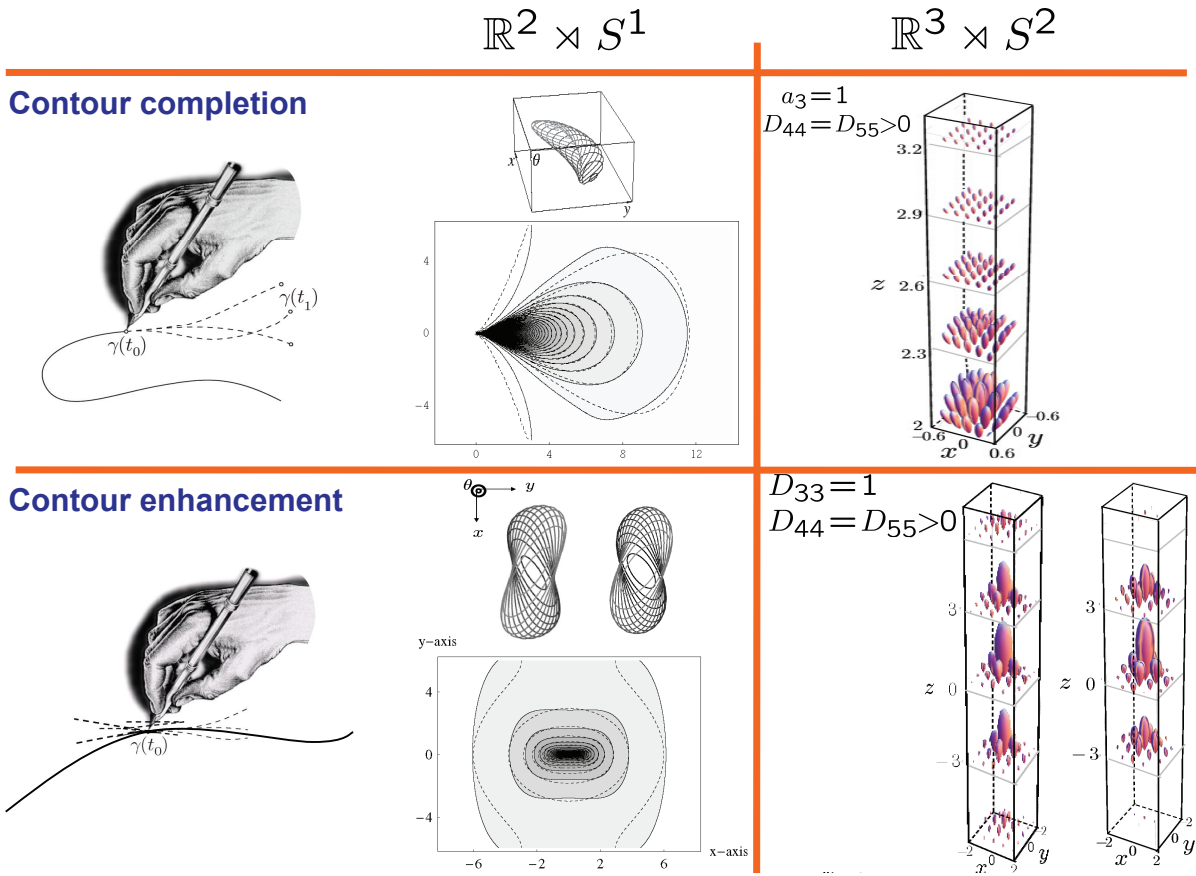 ℝ² ⋊ S¹
ℝ³ ⋊ S²
Contour completion
γ(t₀)
γ(t₁)
x
θ
y
4
0
−4
0
4
8
12
a₃=1
D₄₄=D₅₅>0
3.2
2.9
z
2.6
2.3
2
−0.6
x
0
0.6
−0.6
0
y
Contour enhancement
γ(t₀)
θ
y
x
y−axis
4
0
−4
x−axis
−6
−2
2
6
D₃₃=1
D₄₄=D₅₅>0
3
z
0
−3
−2
x
0
2
−2
0
y
2
3
z
0
−3
−2
x
0
2
−2
0
y
2